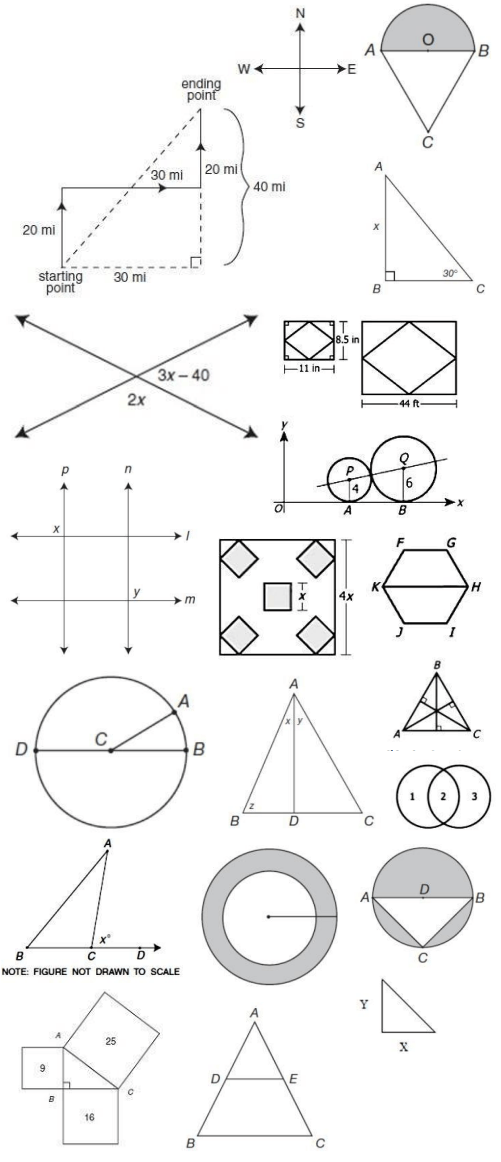 N
W E
S
ending
point
30 mi
20 mi
40 mi
20 mi
starting
point
30 mi
A O B
C
A
x
30°
B C
3x – 40
2x
8.5 in
11 in
44 ft
y
P Q
4 6
O A B x
p n
x l
y m
x 4x
F G
K H
J I
A
D C B
A
x y
z
B D C
B
A C
1 2 3
A
x°
B C D
NOTE: FIGURE NOT DRAWN TO SCALE
A D B
C
Y
X
A 25
9
B C
16
A
D E
B C